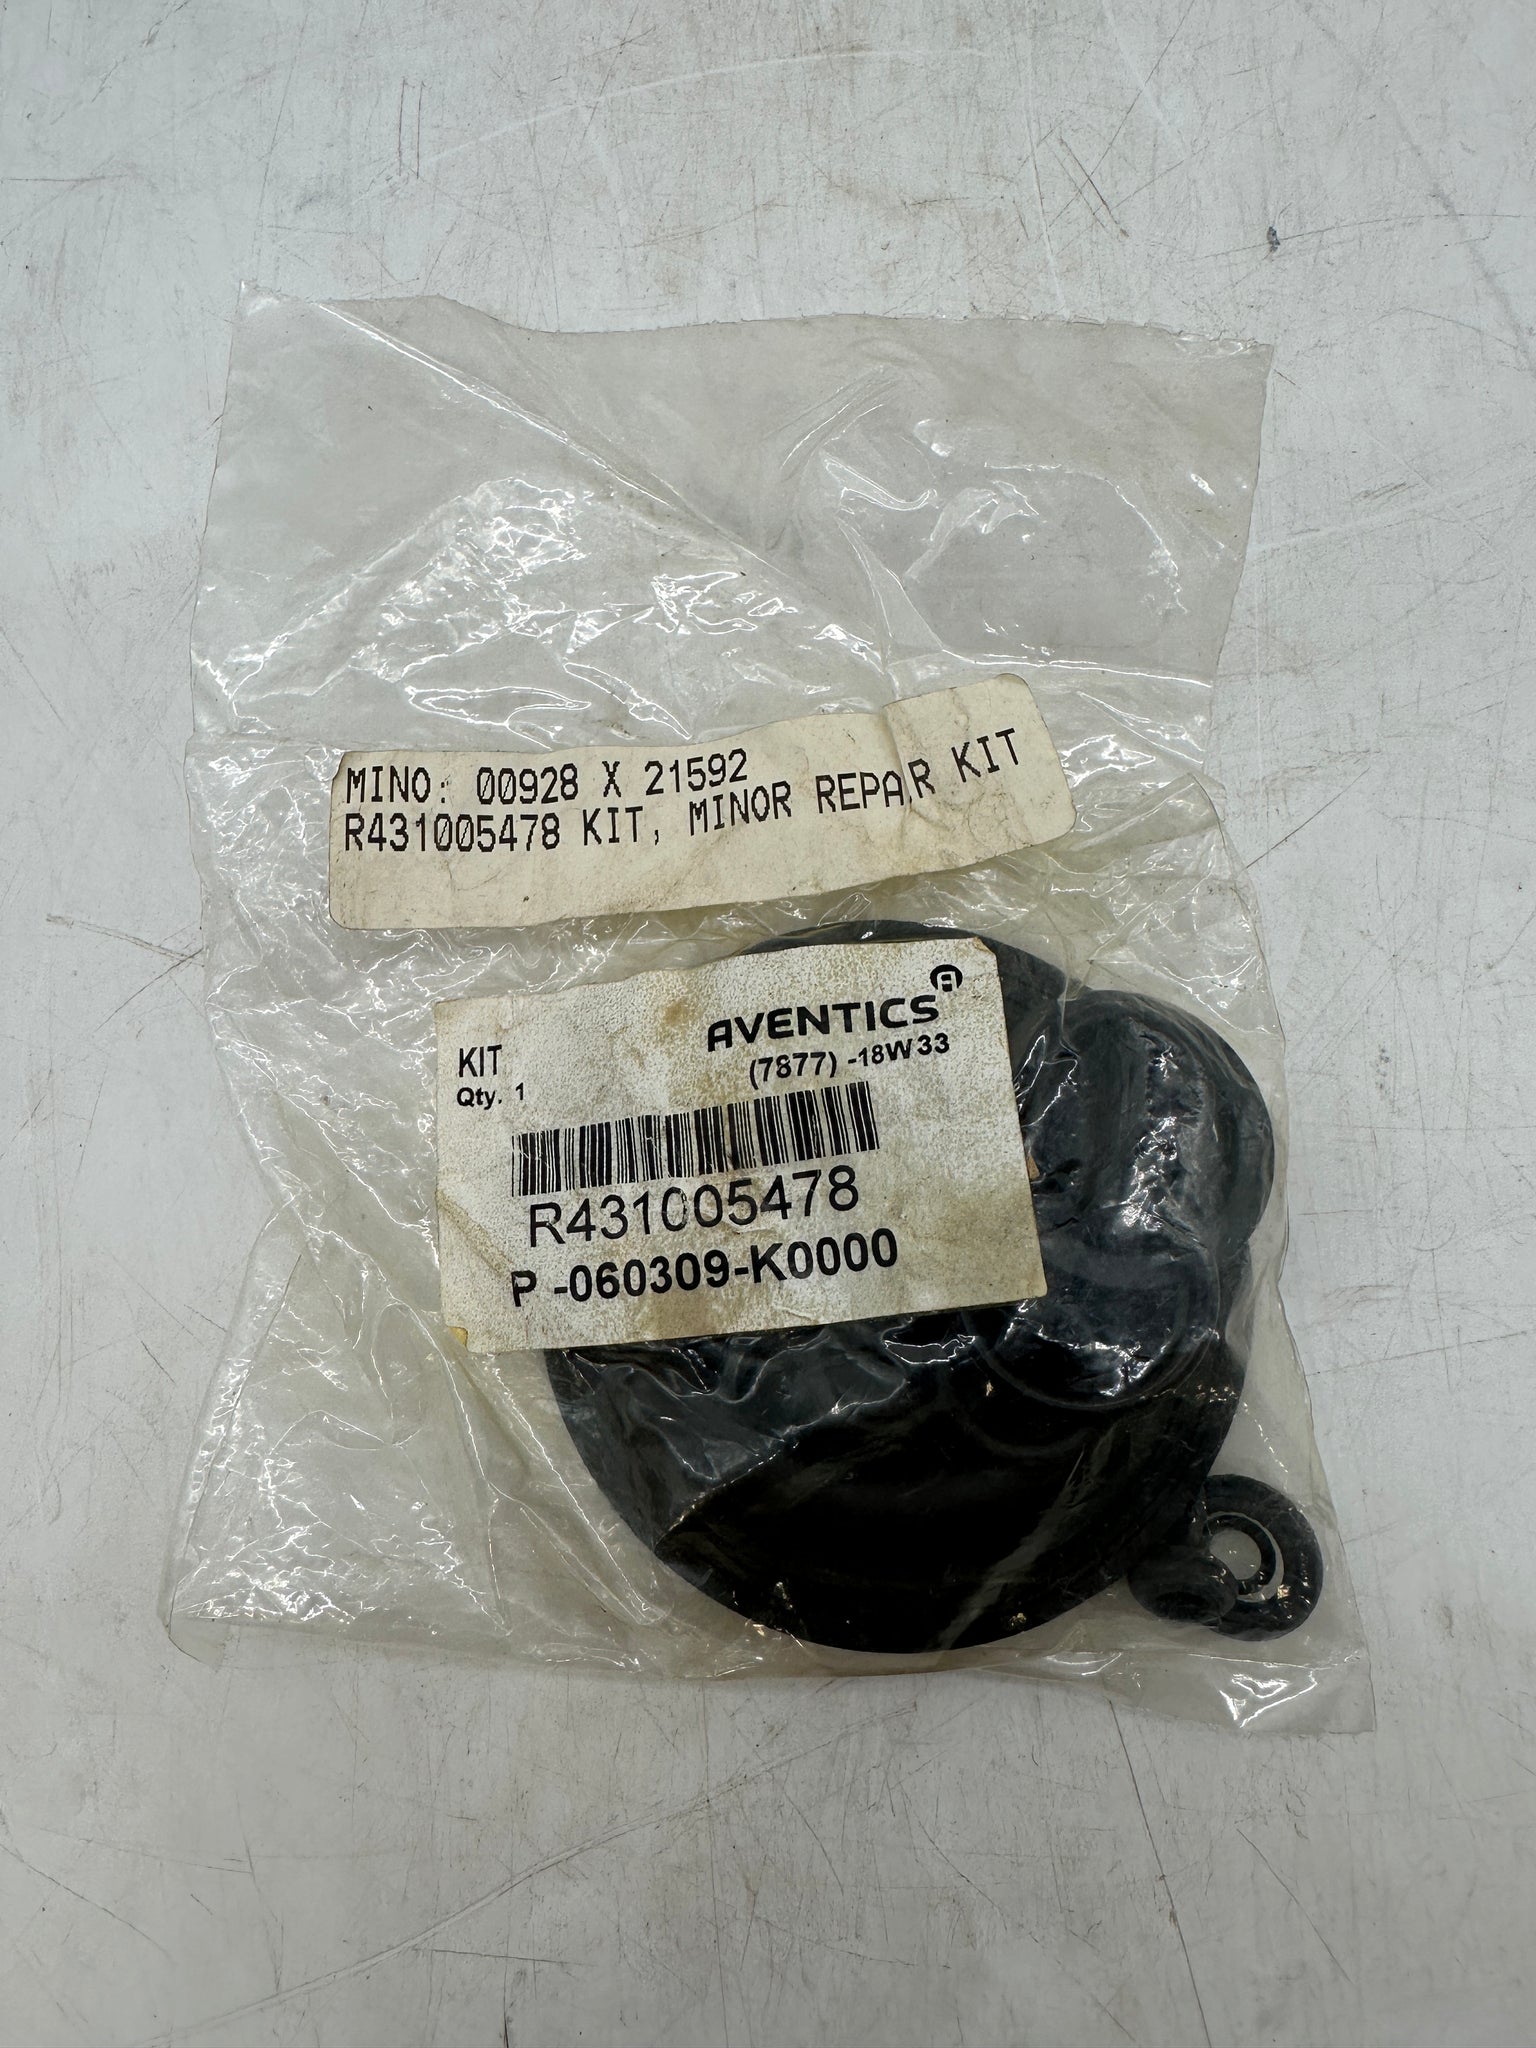 MINO: 00928 X 21592
R431005478 KIT, MINOR REPAIR KIT
AVENTICS
KIT (7877) -18W33
Qty. 1
R431005478
P -060309-K0000